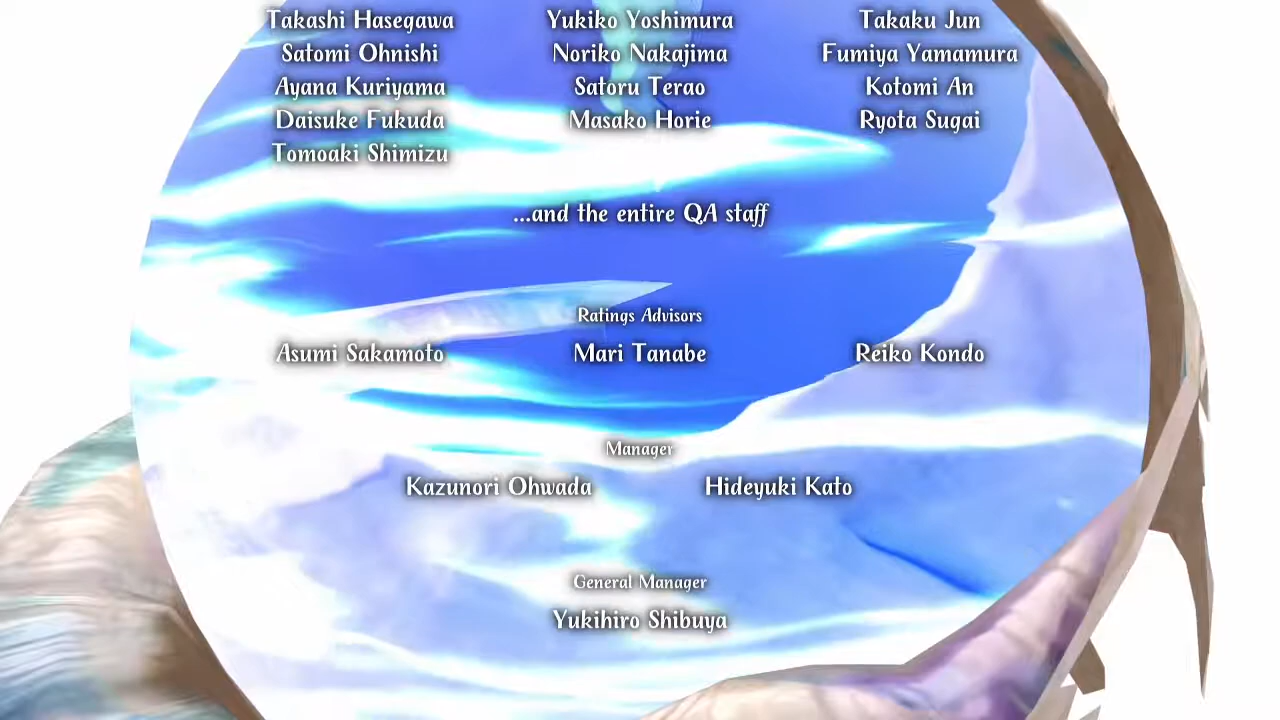 Takashi Hasegawa Yukiko Yoshimura Takaku Jun
Satomi Ohnishi Noriko Nakajima Fumiya Yamamura
Ayana Kuriyama Satoru Terao Kotomi An
Daisuke Fukuda Masako Horie Ryota Sugai
Tomoaki Shimizu
...and the entire QA staff
Ratings Advisors
Asumi Sakamoto Mari Tanabe Reiko Kondo
Manager
Kazunori Ohwada Hideyuki Kato
General Manager
Yukihiro Shibuya